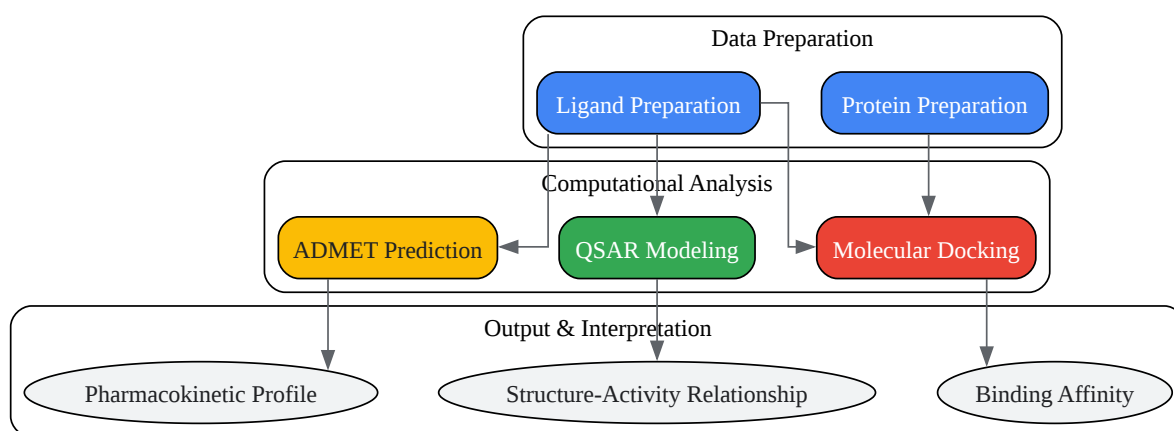 Data Preparation
Ligand Preparation
Protein Preparation
Computational Analysis
ADMET Prediction
QSAR Modeling
Molecular Docking
Output & Interpretation
Pharmacokinetic Profile
Structure-Activity Relationship
Binding Affinity